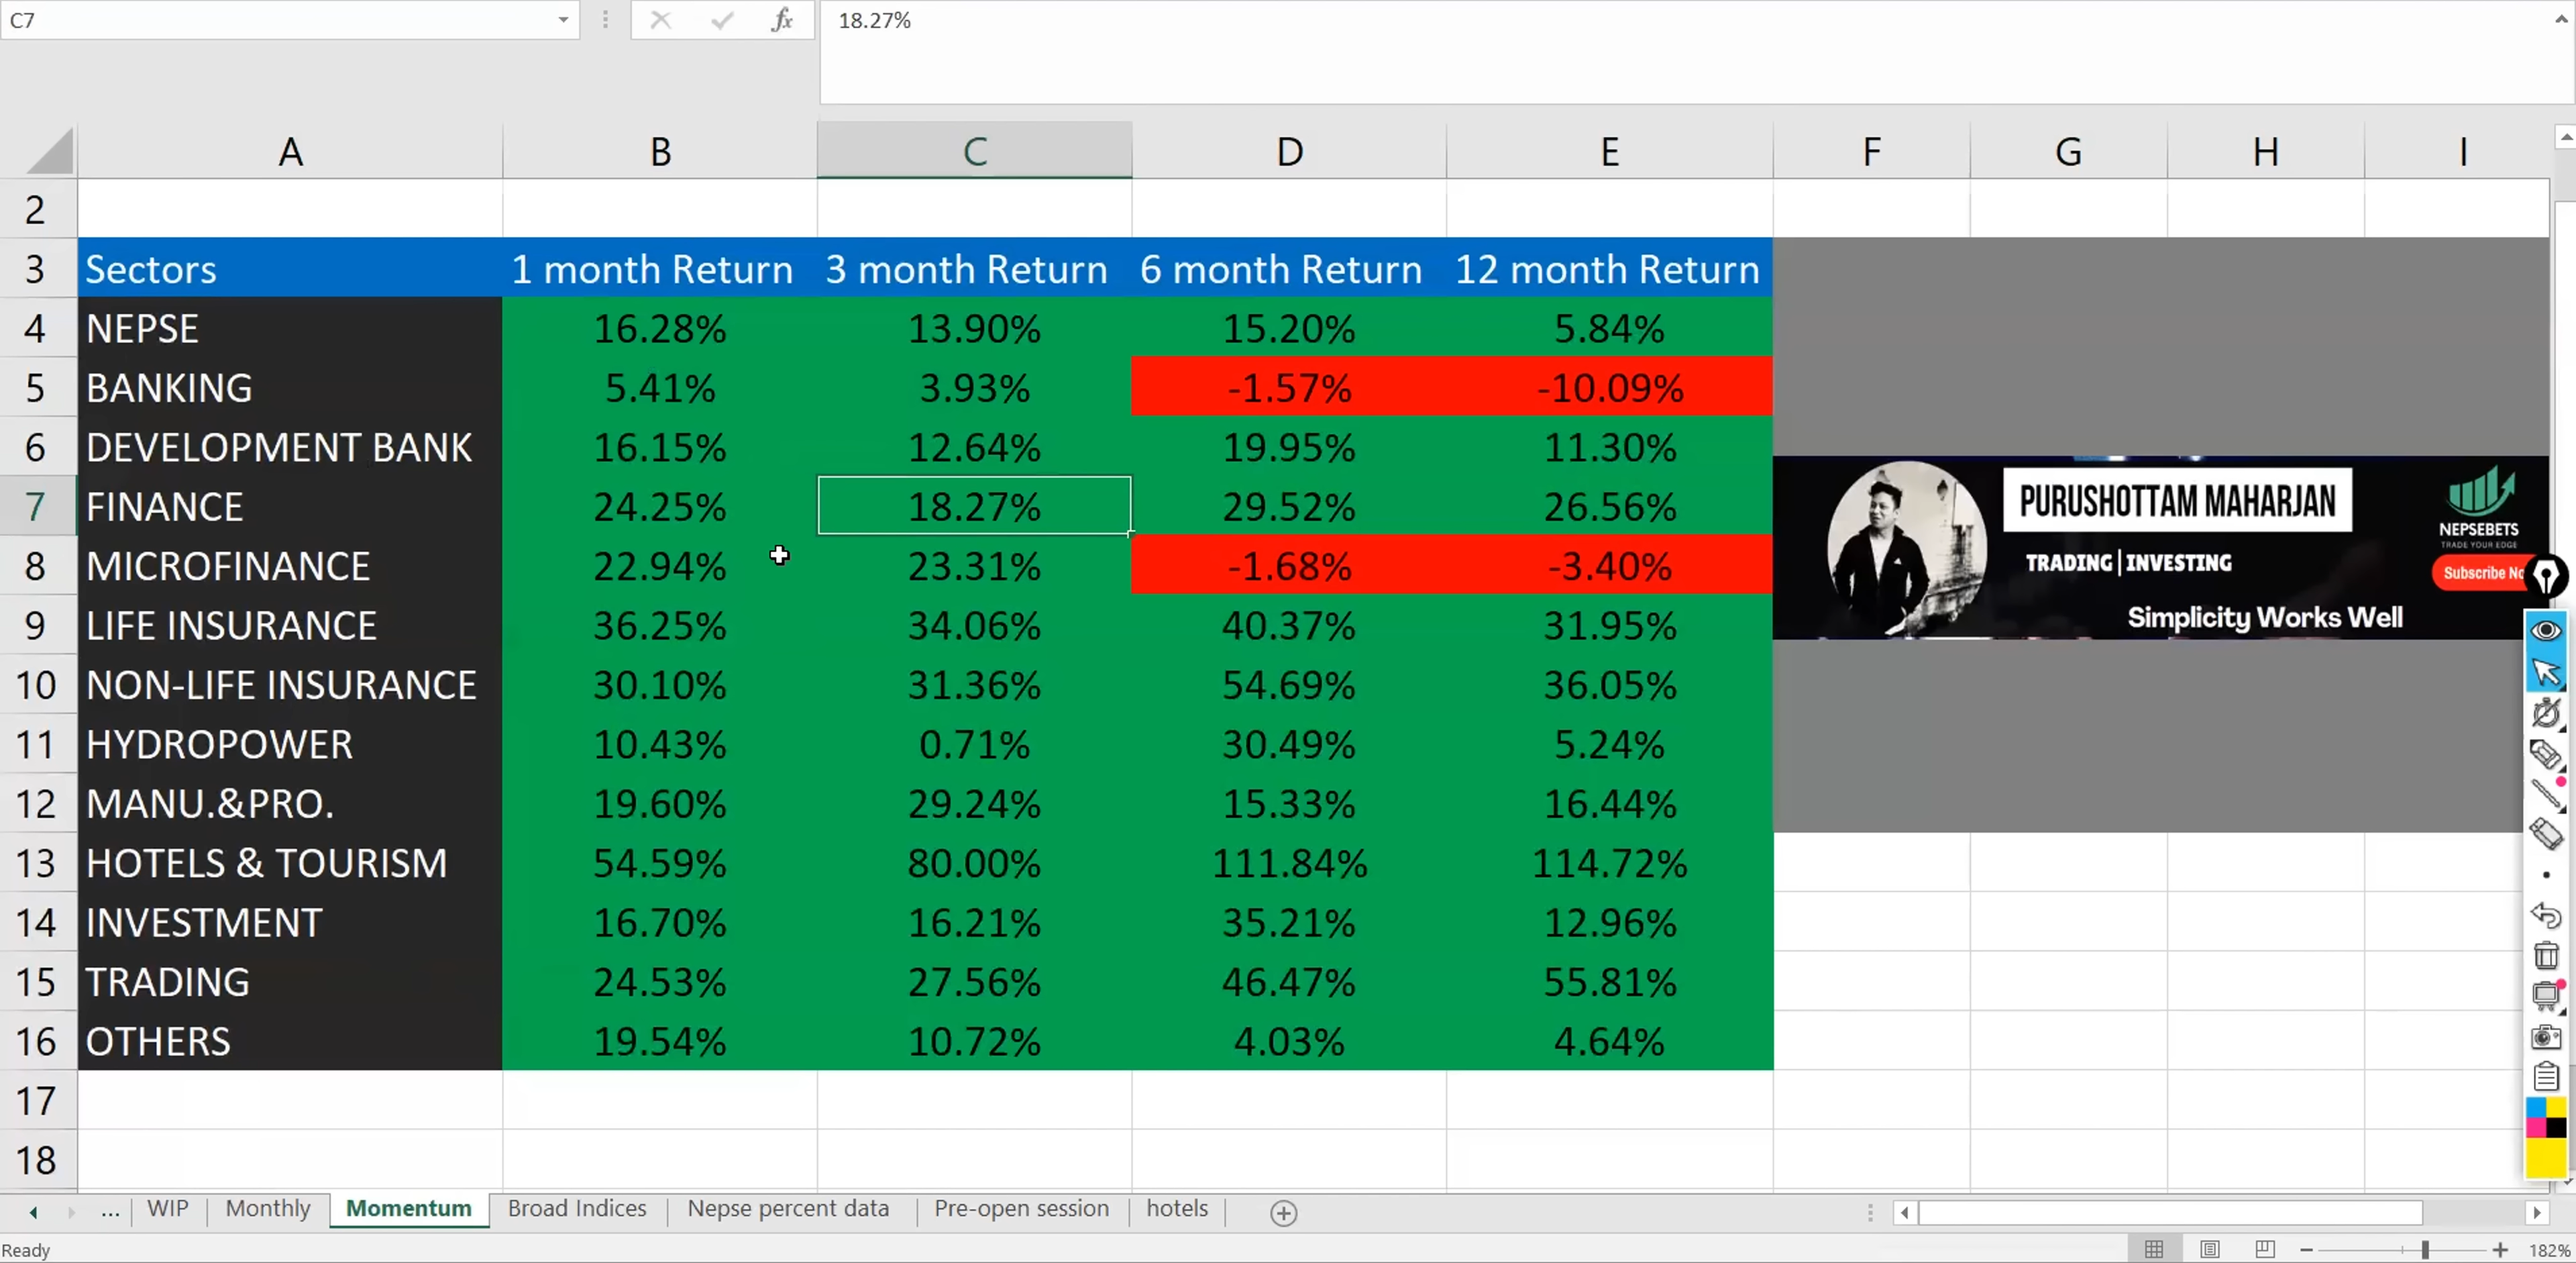 C7 fx 18.27%
A B C D E F G H I
2
3 Sectors 1 month Return 3 month Return 6 month Return 12 month Return
4 NEPSE 16.28% 13.90% 15.20% 5.84%
5 BANKING 5.41% 3.93% -1.57% -10.09%
6 DEVELOPMENT BANK 16.15% 12.64% 19.95% 11.30%
7 FINANCE 24.25% 18.27% 29.52% 26.56%
8 MICROFINANCE 22.94% 23.31% -1.68% -3.40%
9 LIFE INSURANCE 36.25% 34.06% 40.37% 31.95%
10 NON-LIFE INSURANCE 30.10% 31.36% 54.69% 36.05%
11 HYDROPOWER 10.43% 0.71% 30.49% 5.24%
12 MANU.&PRO. 19.60% 29.24% 15.33% 16.44%
13 HOTELS & TOURISM 54.59% 80.00% 111.84% 114.72%
14 INVESTMENT 16.70% 16.21% 35.21% 12.96%
15 TRADING 24.53% 27.56% 46.47% 55.81%
16 OTHERS 19.54% 10.72% 4.03% 4.64%
17
18
PURUSHOTTAM MAHARJAN
TRADING|INVESTING
Simplicity Works Well
NEPSEBETS
TRADE YOUR EDGE
Subscribe No
... WIP Monthly Momentum Broad Indices Nepse percent data Pre-open session hotels
Ready 182%